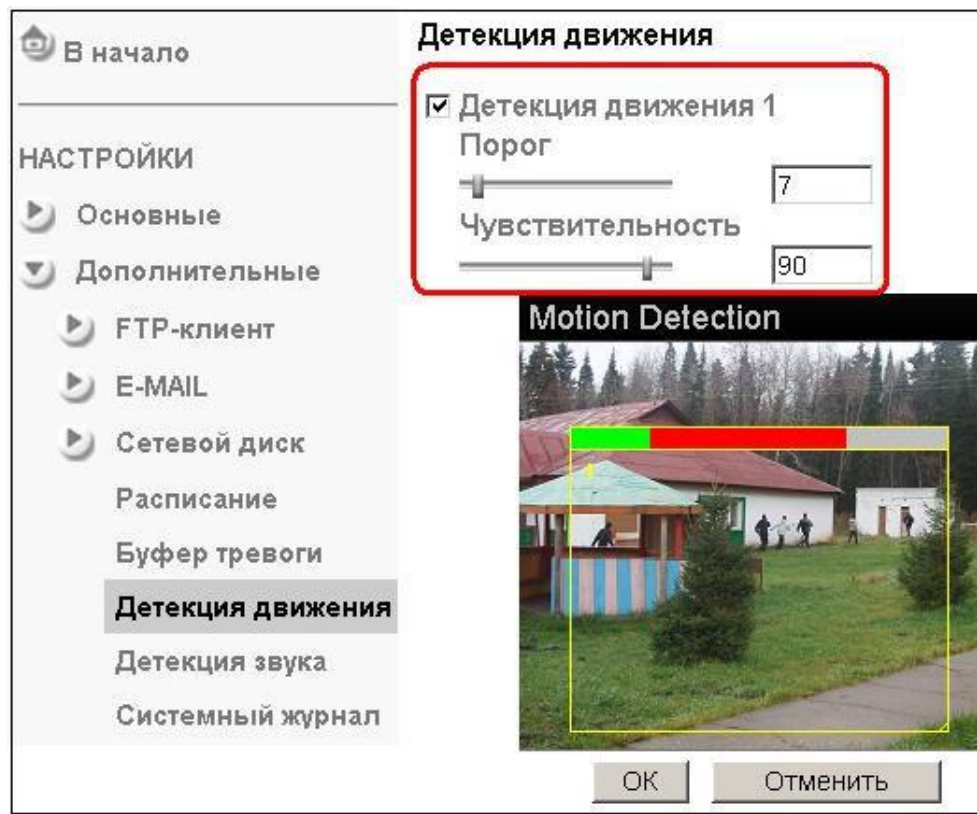 В начало
НАСТРОЙКИ
Основные
Дополнительные
FTP-клиент
E-MAIL
Сетевой диск
Расписание
Буфер тревоги
Детекция движения
Детекция звука
Системный журнал
Детекция движения
Детекция движения 1
Порог
7
Чувствительность
90
Motion Detection
ОК
Отменить